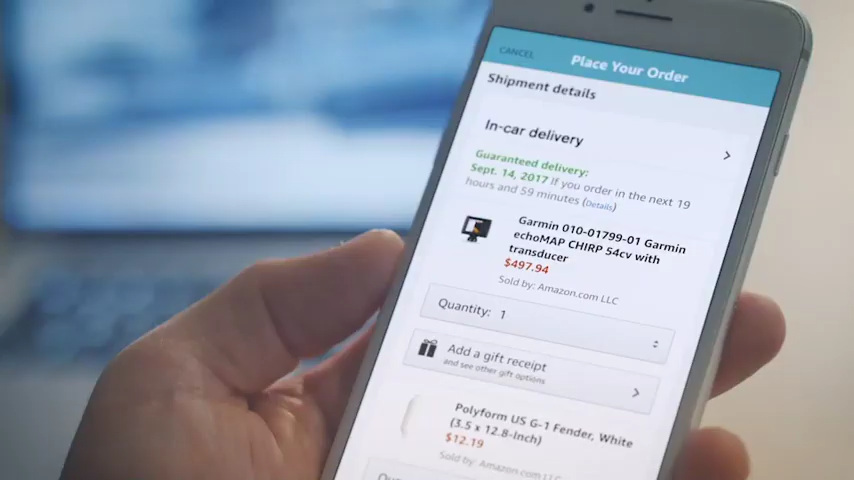 CANCEL
Place Your Order
Shipment details
In-car delivery
Guaranteed delivery:
Sept. 14, 2017 If you order in the next 19
hours and 59 minutes (Details)
Garmin 010-01799-01 Garmin
echoMAP CHIRP 54cv with
transducer
$497.94
Sold by: Amazon.com LLC
Quantity: 1
Add a gift receipt
and see other gift options
Polyform US G-1 Fender, White
(3.5 x 12.8-Inch)
$12.19
Sold by: Amazon.com LLC